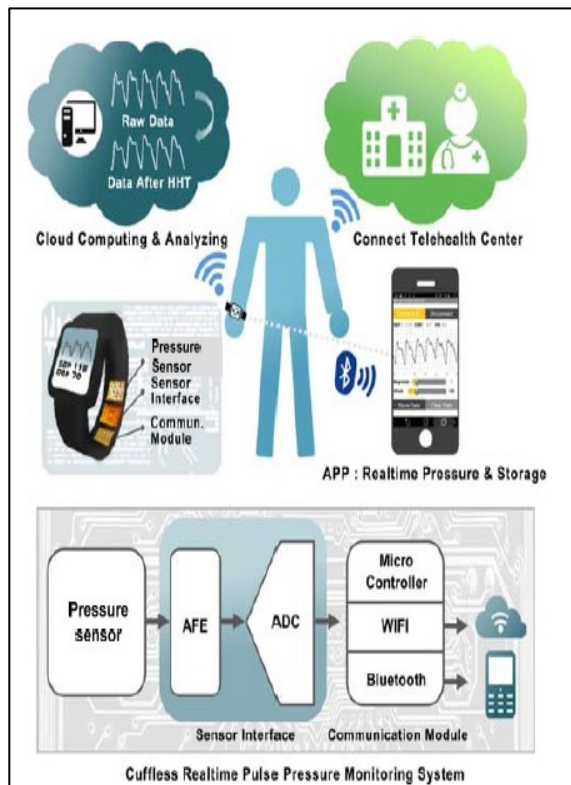 Raw Data
Data After HHT
Cloud Computing & Analyzing
Connect Telehealth Center
Pressure
Sensor
Sensor
Interface
Commun.
Module
APP : Realtime Pressure & Storage
Pressure
sensor
AFE
ADC
Micro
Controller
WIFI
Bluetooth
Sensor Interface
Communication Module
Cuffless Realtime Pulse Pressure Monitoring System